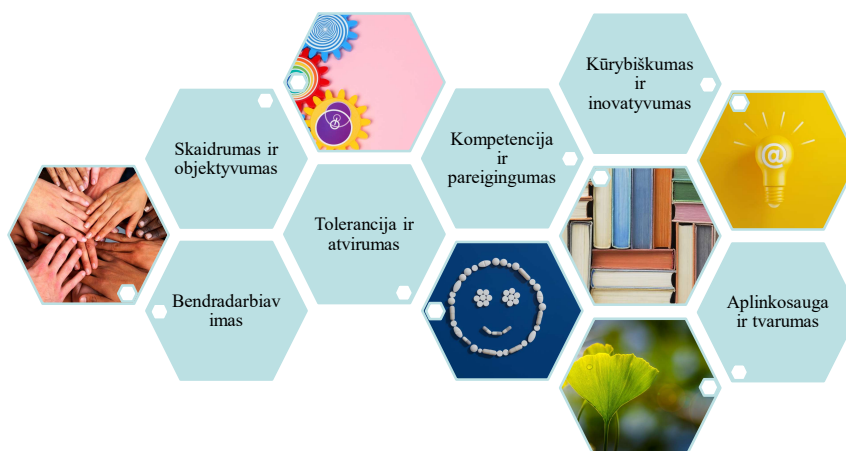 Skaidrumas ir
objektyvumas
Bendradarbiav
imas
Tolerancija ir
atvirumas
Kompetencija
ir
pareigingumas
Kūrybiškumas
ir
inovatyvumas
@
Aplinkosauga
ir tvarumas